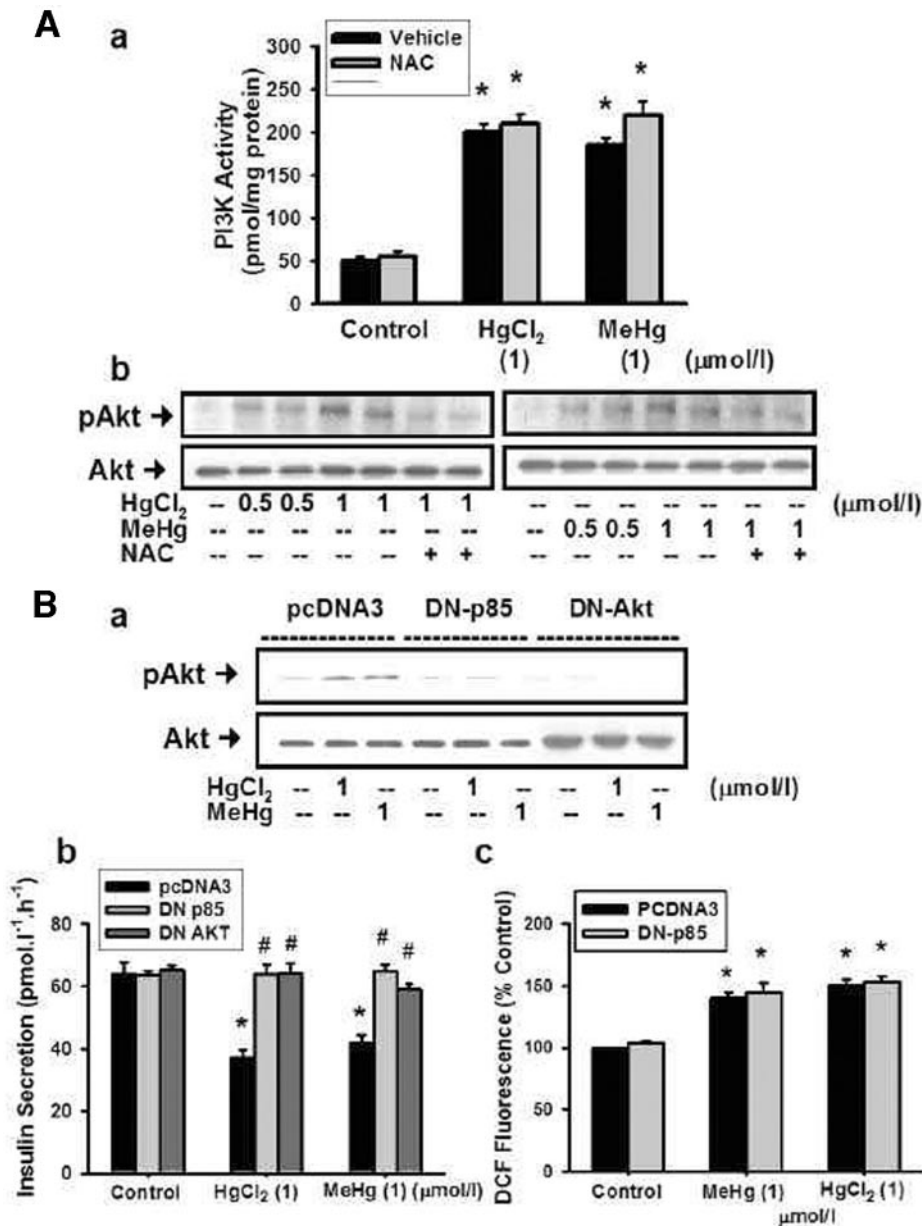 A
a
Vehicle
NAC
300
250
200
150
100
50
0
PI3K Activity
(pmol/mg protein)
* * * *
Control HgCl₂ MeHg
(1) (1) (μmol/l)
b
pAkt →
Akt →
HgCl₂ -- 0.5 0.5 1 1 1 1 -- -- -- -- -- -- -- (μmol/l)
MeHg -- -- -- -- -- -- -- -- 0.5 0.5 1 1 1 1
NAC -- -- -- -- -- + + -- -- -- -- -- + +
B
a
pcDNA3 DN-p85 DN-Akt
pAkt →
Akt →
HgCl₂ -- 1 -- -- 1 -- -- 1 -- (μmol/l)
MeHg -- -- 1 -- -- 1 -- -- 1
b
pcDNA3
DN p85
DN AKT
80
60
40
20
0
Insulin Secretion (pmol.l⁻¹.h⁻¹)
* # # * # #
Control HgCl₂ (1) MeHg (1) (μmol/l)
c
PCDNA3
DN-p85
200
150
100
50
0
DCF Fluorescence (% Control)
* * * *
Control MeHg (1) HgCl₂ (1)
μmol/l